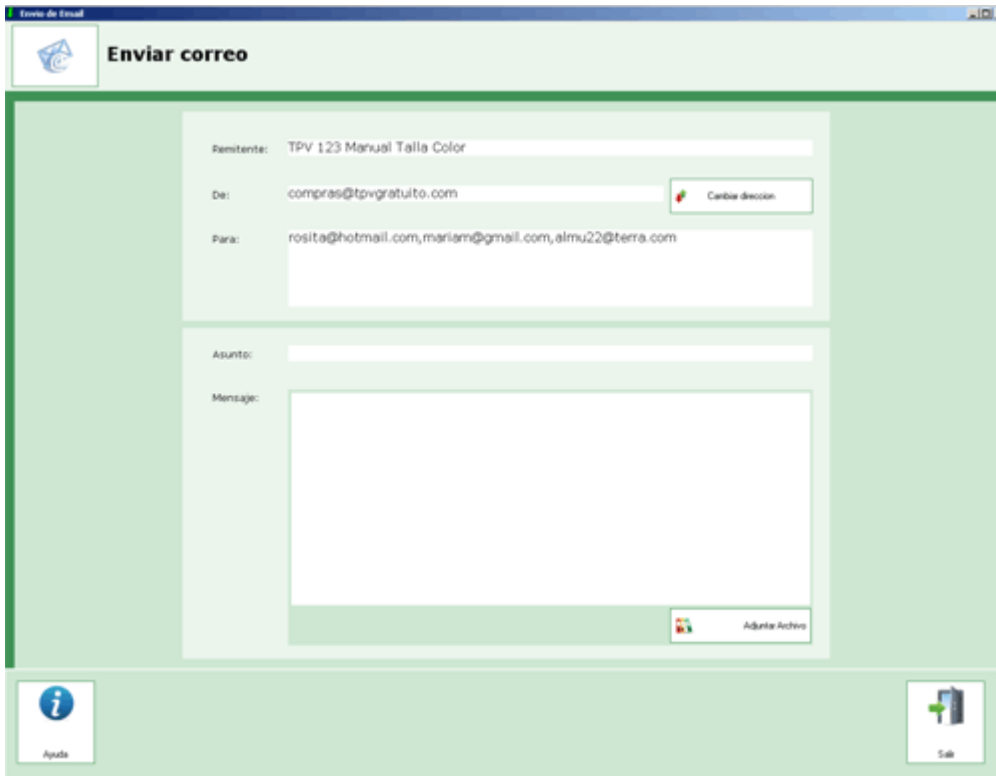 Envio de Email
Enviar correo
Remitente: TPV 123 Manual Talla Color
De: compras@tpvgratuito.com Cambiar direccion
Para: rosita@hotmail.com,mariam@gmail.com,almu22@terra.com
Asunto:
Mensaje:
Adjuntar Archivo
Ayuda Salir